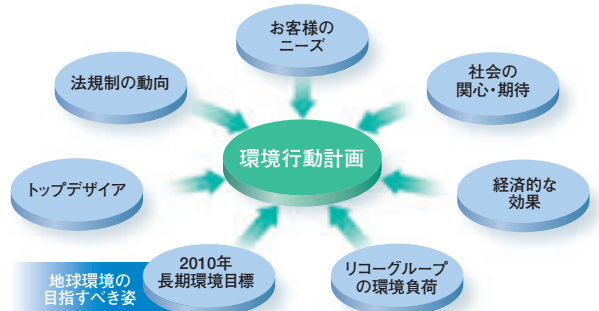 お客様の
ニーズ
法規制の動向
社会の
関心・期待
環境行動計画
トップデザイア
経済的な
効果
2010年
長期環境目標
リコーグループ
の環境負荷
地球環境の
目指すべき姿